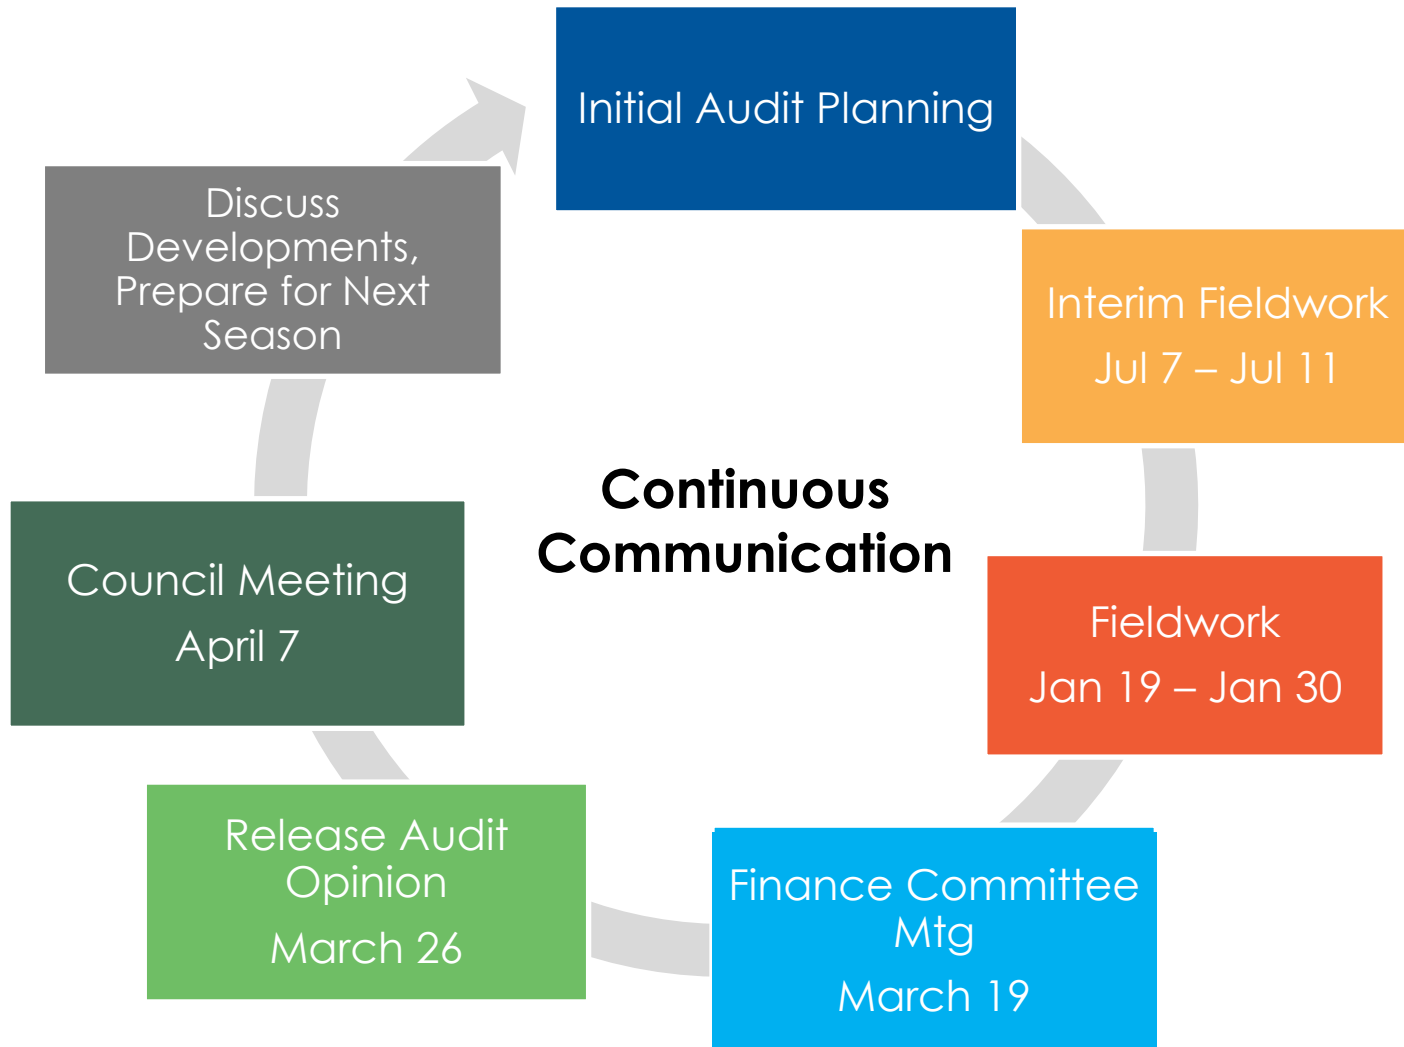 Initial Audit Planning
Interim Fieldwork
Jul 7 – Jul 11
Fieldwork
Jan 19 – Jan 30
Finance Committee
Mtg
March 19
Release Audit
Opinion
March 26
Council Meeting
April 7
Discuss
Developments,
Prepare for Next
Season
Continuous
Communication